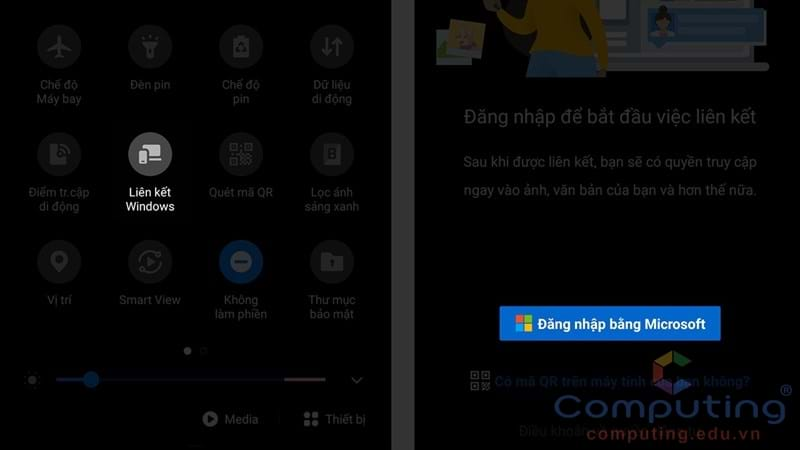 Chế độ
Máy bay
Đèn pin
Chế độ
pin
Dữ liệu
di động
Điểm tr.cập
di động
Liên kết
Windows
Quét mã QR
Lọc ánh
sáng xanh
Vị trí
Smart View
Không
làm phiền
Thư mục
bảo mật
Media
Thiết bị
Đăng nhập để bắt đầu việc liên kết
Sau khi được liên kết, bạn sẽ có quyền truy cập
ngay vào ảnh, văn bản của bạn và hơn thế nữa.
Đăng nhập bằng Microsoft
Có mã QR trên máy tính của bạn không?
Computing®
Điều khoản
computing.edu.vn